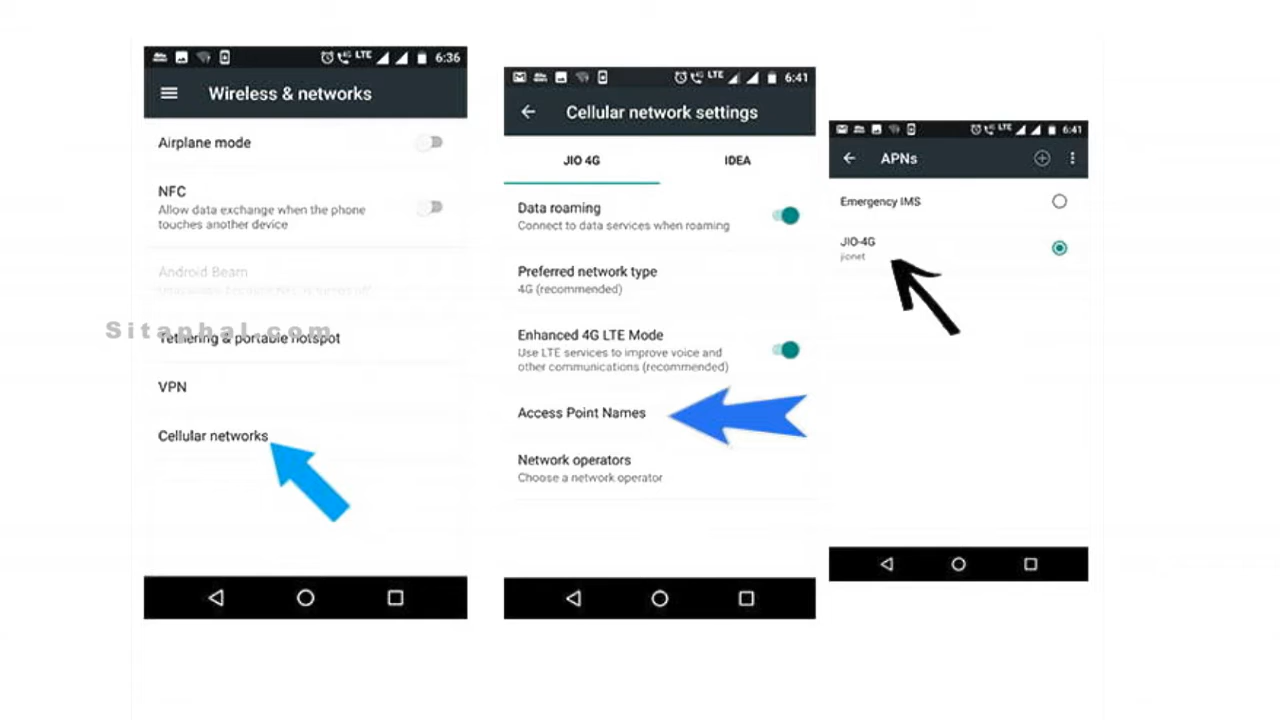 LTE 6:36
Wireless & networks
Airplane mode
NFC
Allow data exchange when the phone
touches another device
Android Beam
Sitaphal.com
Tethering & portable hotspot
VPN
Cellular networks
LTE 6:41
Cellular network settings
JIO 4G IDEA
Data roaming
Connect to data services when roaming
Preferred network type
4G (recommended)
Enhanced 4G LTE Mode
Use LTE services to improve voice and
other communications (recommended)
Access Point Names
Network operators
Choose a network operator
LTE 6:41
APNs
Emergency IMS
JIO-4G
jionet